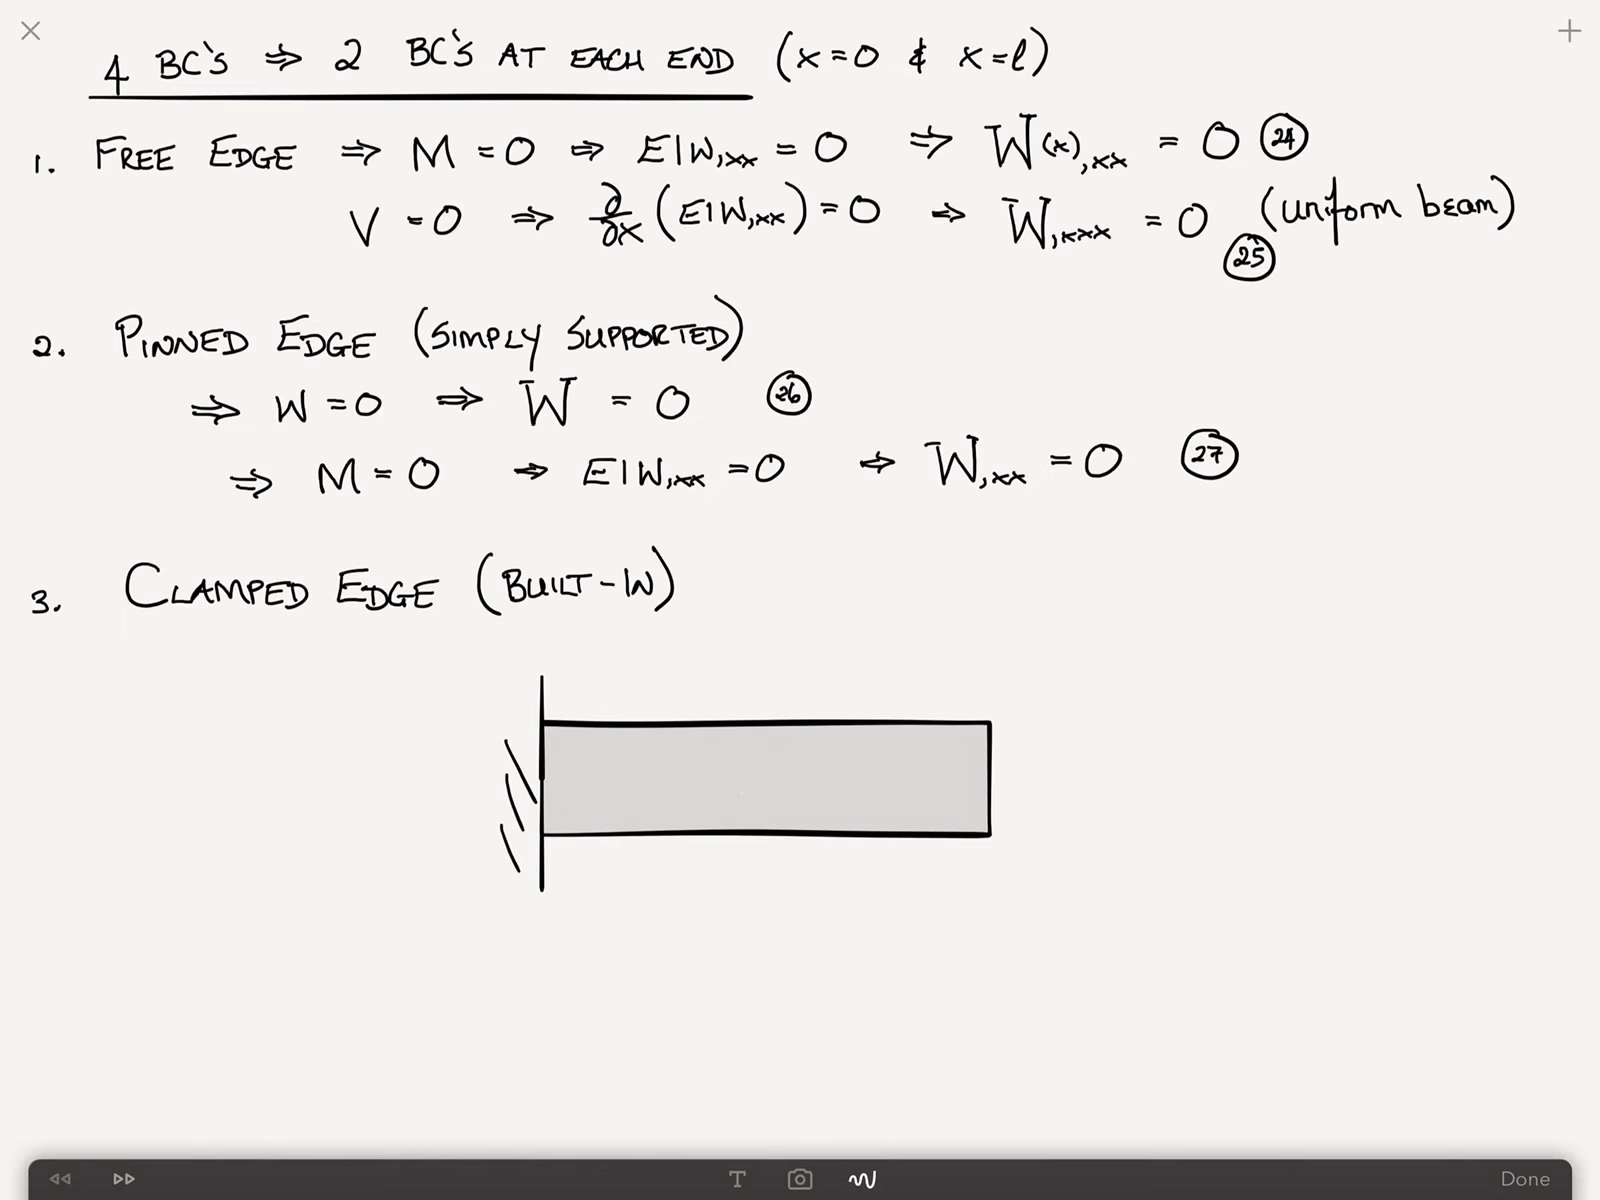 4 BC's ⇒ 2 BC's AT EACH END (x=0 & x=l)
1. FREE EDGE ⇒ M = 0 ⇒ EIw,xx = 0 ⇒ W(x),xx = 0 (24)
V = 0 ⇒ ∂/∂x (EIw,xx) = 0 ⇒ W,xxx = 0 (uniform beam)
(25)
2. PINNED EDGE (SIMPLY SUPPORTED)
⇒ w = 0 ⇒ W = 0 (26)
⇒ M = 0 ⇒ EIw,xx = 0 ⇒ W,xx = 0 (27)
3. CLAMPED EDGE (BUILT-IN)
T Done